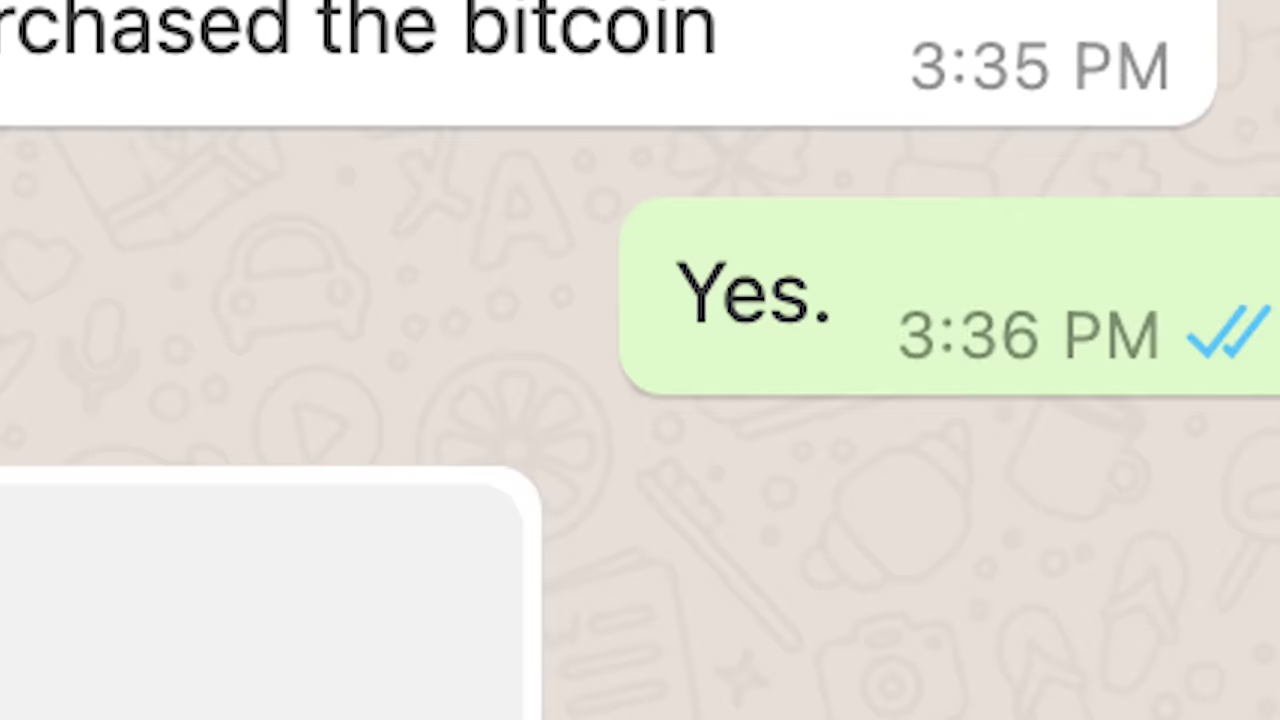 rchased the bitcoin
3:35 PM
Yes.
3:36 PM